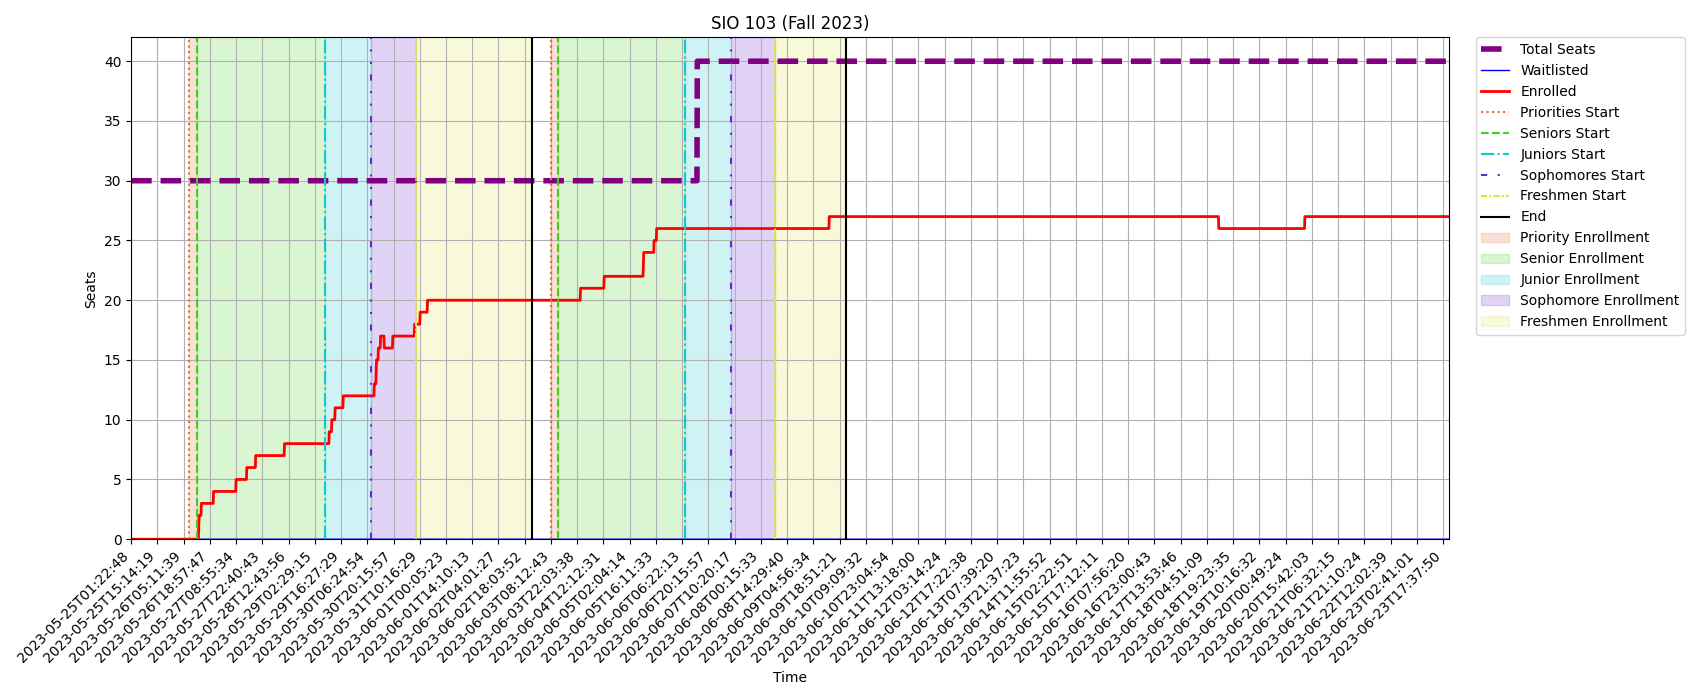 SIO 103 (Fall 2023)
Seats
40
35
30
25
20
15
10
5
0
2023-05-25T01:22:48
2023-05-25T15:14:19
2023-05-26T05:11:39
2023-05-26T18:57:47
2023-05-27T08:55:34
2023-05-27T22:40:43
2023-05-28T12:43:56
2023-05-29T02:29:15
2023-05-29T16:27:29
2023-05-30T06:24:54
2023-05-30T20:15:57
2023-05-31T10:16:29
2023-06-01T00:05:23
2023-06-01T14:10:13
2023-06-02T04:01:27
2023-06-02T18:03:52
2023-06-03T08:12:43
2023-06-03T22:03:38
2023-06-04T12:12:31
2023-06-05T02:04:14
2023-06-05T16:11:33
2023-06-06T06:22:13
2023-06-06T20:15:57
2023-06-07T10:20:17
2023-06-08T00:15:33
2023-06-08T14:29:40
2023-06-09T04:56:34
2023-06-09T18:51:21
2023-06-10T09:09:32
2023-06-10T23:04:54
2023-06-11T13:18:00
2023-06-12T03:14:24
2023-06-12T17:22:38
2023-06-13T07:39:20
2023-06-13T21:37:23
2023-06-14T11:55:52
2023-06-15T02:22:51
2023-06-15T17:12:11
2023-06-16T07:56:20
2023-06-16T23:00:43
2023-06-17T13:53:46
2023-06-18T04:51:09
2023-06-18T19:23:35
2023-06-19T10:16:32
2023-06-20T00:49:24
2023-06-20T15:42:03
2023-06-21T06:32:15
2023-06-21T21:10:24
2023-06-22T12:02:39
2023-06-23T02:41:01
2023-06-23T17:37:50
Time
Total Seats
Waitlisted
Enrolled
Priorities Start
Seniors Start
Juniors Start
Sophomores Start
Freshmen Start
End
Priority Enrollment
Senior Enrollment
Junior Enrollment
Sophomore Enrollment
Freshmen Enrollment